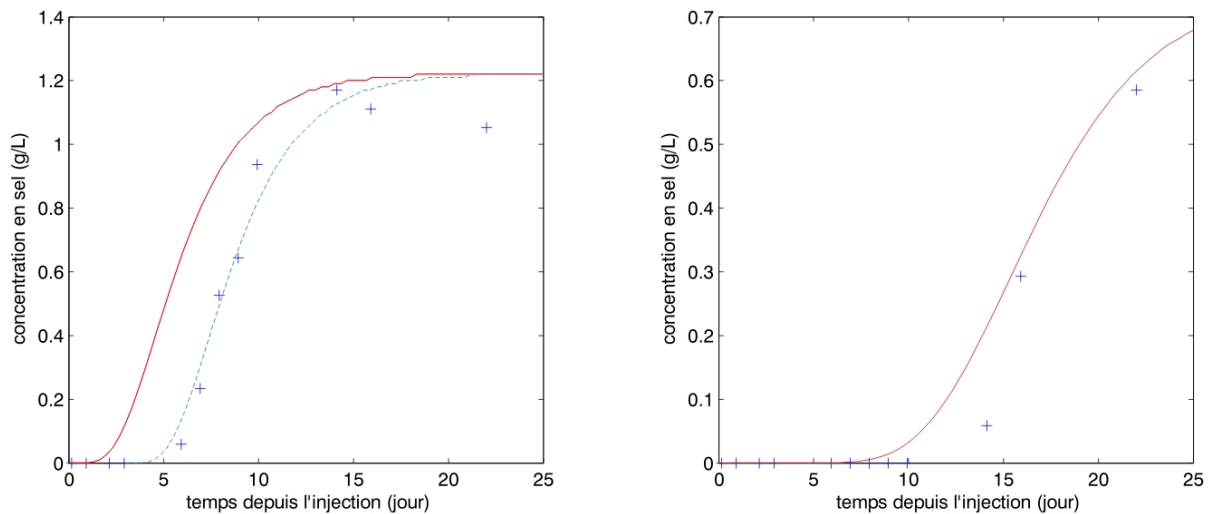 1.4
1.2
1
0.8
0.6
0.4
0.2
0
0 5 10 15 20 25
concentration en sel (g/L)
temps depuis l'injection (jour)
0.7
0.6
0.5
0.4
0.3
0.2
0.1
0
0 5 10 15 20 25
concentration en sel (g/L)
temps depuis l'injection (jour)